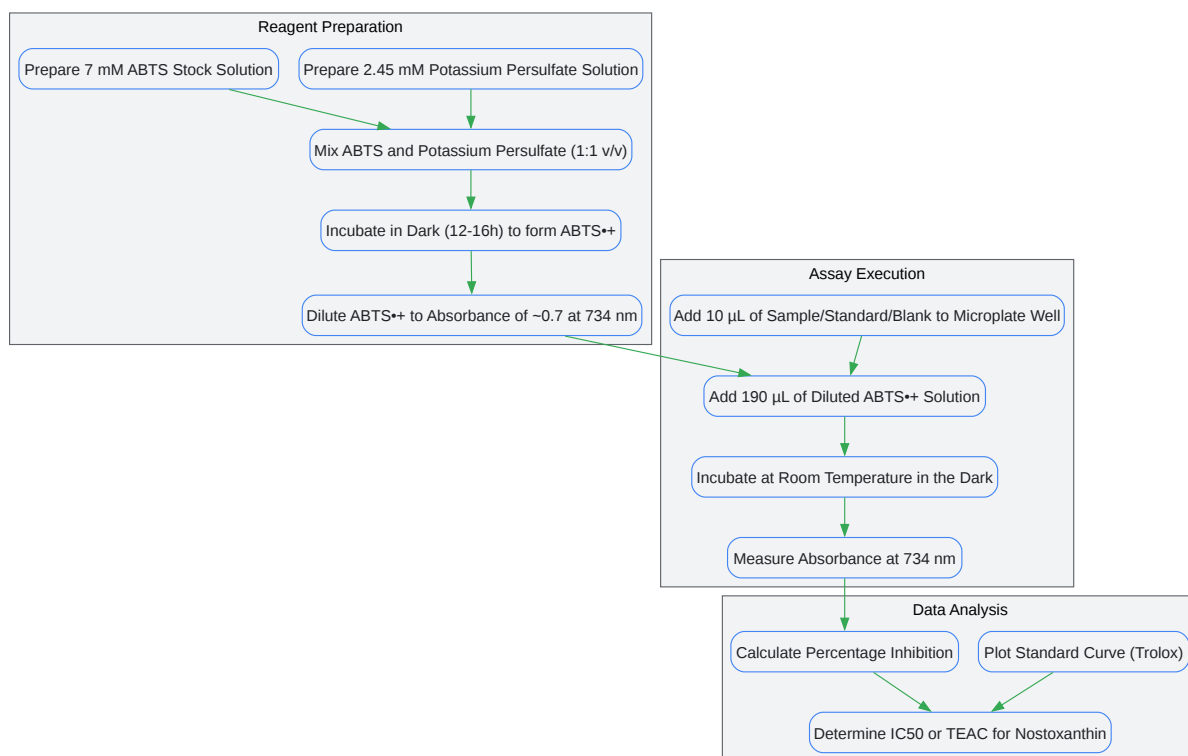 Reagent Preparation
Prepare 7 mM ABTS Stock Solution
Prepare 2.45 mM Potassium Persulfate Solution
Mix ABTS and Potassium Persulfate (1:1 v/v)
Incubate in Dark (12-16h) to form ABTS•+
Dilute ABTS•+ to Absorbance of ~0.7 at 734 nm
Assay Execution
Add 10 µL of Sample/Standard/Blank to Microplate Well
Add 190 µL of Diluted ABTS•+ Solution
Incubate at Room Temperature in the Dark
Measure Absorbance at 734 nm
Data Analysis
Calculate Percentage Inhibition
Plot Standard Curve (Trolox)
Determine IC50 or TEAC for Nostoxanthin